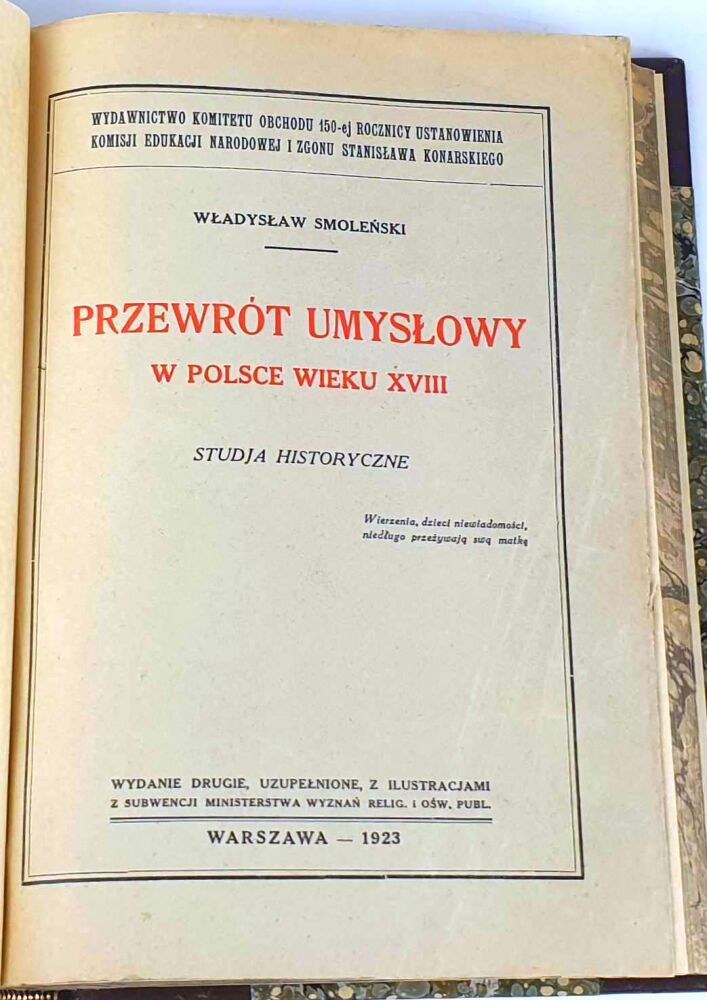 WYDAWNICTWO KOMITETU OBCHODU 150-ej ROCZNICY USTANOWIENIA
KOMISJI EDUKACJI NARODOWEJ I ZGONU STANISŁAWA KONARSKIEGO
WŁADYSŁAW SMOLEŃSKI
PRZEWRÓT UMYSŁOWY
W POLSCE WIEKU XVIII
STUDJA HISTORYCZNE
Wierzenia, dzieci niewiadomości,
niedługo przeżywają swą matkę
WYDANIE DRUGIE, UZUPEŁNIONE, Z ILUSTRACJAMI
Z SUBWENCJI MINISTERSTWA WYZNAŃ RELIG. I OŚW. PUBL.
WARSZAWA — 1923